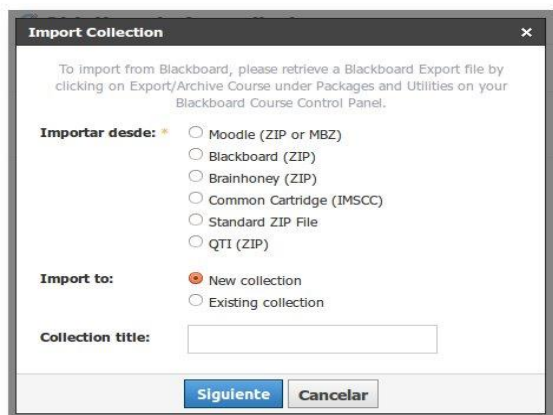 Import Collection ×
To import from Blackboard, please retrieve a Blackboard Export file by
clicking on Export/Archive Course under Packages and Utilities on your
Blackboard Course Control Panel.
Importar desde: * Moodle (ZIP or MBZ)
Blackboard (ZIP)
Brainhoney (ZIP)
Common Cartridge (IMSCC)
Standard ZIP File
QTI (ZIP)
Import to: New collection
Existing collection
Collection title:
Siguiente Cancelar